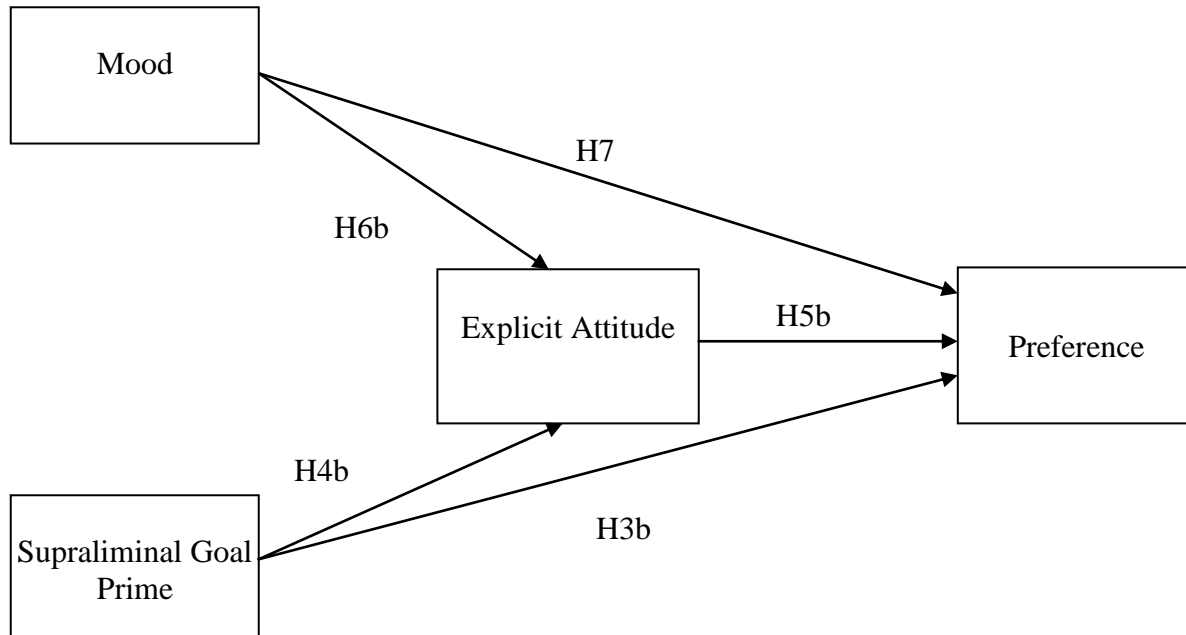 Mood
H7
H6b
Explicit Attitude
H5b
Preference
H4b
H3b
Supraliminal Goal
Prime